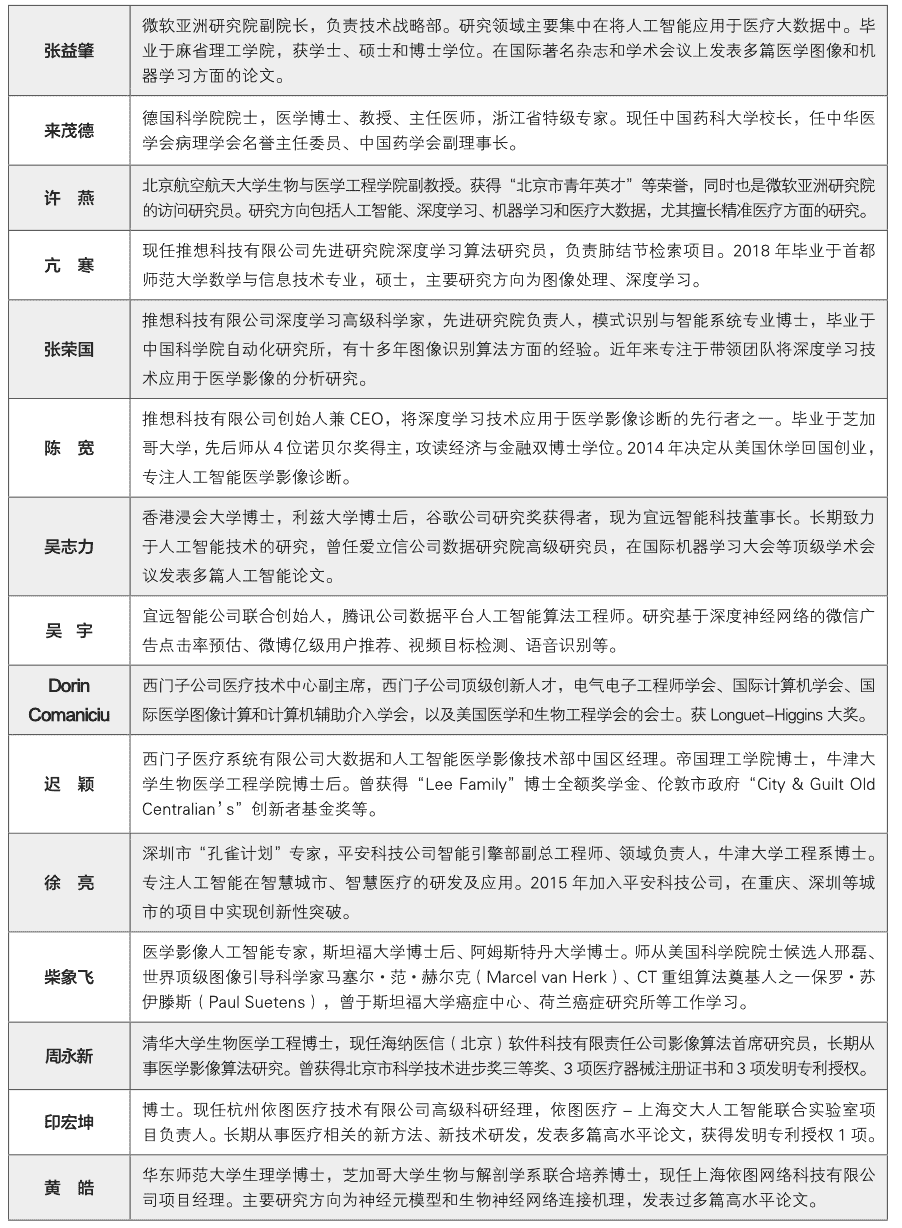 张益肇
微软亚洲研究院副院长，负责技术战略部。研究领域主要集中在将人工智能应用于医疗大数据中。毕
业于麻省理工学院，获学士、硕士和博士学位。在国际著名杂志和学术会议上发表多篇医学图像和机
器学习方面的论文。
来茂德
德国科学院院士，医学博士、教授、主任医师，浙江省特级专家。现任中国药科大学校长，任中华医
学会病理学会名誉主任委员、中国药学会副理事长。
许 燕
北京航空航天大学生物与医学工程学院副教授。获得“北京市青年英才”等荣誉，同时也是微软亚洲研究院
的访问研究员。研究方向包括人工智能、深度学习、机器学习和医疗大数据，尤其擅长精准医疗方面的研究。
亢 寒
现任推想科技有限公司先进研究院深度学习算法研究员，负责肺结节检索项目。2018 年毕业于首都
师范大学数学与信息技术专业，硕士，主要研究方向为图像处理、深度学习。
张荣国
推想科技有限公司深度学习高级科学家，先进研究院负责人，模式识别与智能系统专业博士，毕业于
中国科学院自动化研究所，有十多年图像识别算法方面的经验。近年来专注于带领团队将深度学习技
术应用于医学影像的分析研究。
陈 宽
推想科技有限公司创始人兼 CEO，将深度学习技术应用于医学影像诊断的先行者之一。毕业于芝加
哥大学，先后师从 4 位诺贝尔奖得主，攻读经济与金融双博士学位。2014 年决定从美国休学回国创业，
专注人工智能医学影像诊断。
吴志力
香港浸会大学博士，利兹大学博士后，谷歌公司研究奖获得者，现为宜远智能科技董事长。长期致力
于人工智能技术的研究，曾任爱立信公司数据研究院高级研究员，在国际机器学习大会等顶级学术会
议发表多篇人工智能论文。
吴 宇
宜远智能公司联合创始人，腾讯公司数据平台人工智能算法工程师。研究基于深度神经网络的微信广
告点击率预估、微博亿级用户推荐、视频目标检测、语音识别等。
Dorin
Comaniciu
西门子公司医疗技术中心副主席，西门子公司顶级创新人才，电气电子工程师学会、国际计算机学会、国
际医学图像计算和计算机辅助介入学会，以及美国医学和生物工程学会的会士。获 Longuet–Higgins 大奖。
迟 颖
西门子医疗系统有限公司大数据和人工智能医学影像技术部中国区经理。帝国理工学院博士，牛津大
学生物医学工程学院博士后。曾获得“Lee Family”博士全额奖学金、伦敦市政府“City & Guilt Old
Centralian’s”创新者基金奖等。
徐 亮
深圳市“孔雀计划”专家，平安科技公司智能引擎部副总工程师、领域负责人，牛津大学工程系博士。
专注人工智能在智慧城市、智慧医疗的研发及应用。2015 年加入平安科技公司，在重庆、深圳等城
市的项目中实现创新性突破。
柴象飞
医学影像人工智能专家，斯坦福大学博士后、阿姆斯特丹大学博士。师从美国科学院院士候选人邢磊、
世界顶级图像引导科学家马塞尔·范·赫尔克（Marcel van Herk）、CT 重组算法奠基人之一保罗·苏
伊滕斯（Paul Suetens），曾于斯坦福大学癌症中心、荷兰癌症研究所等工作学习。
周永新
清华大学生物医学工程博士，现任海纳医信（北京）软件科技有限责任公司影像算法首席研究员，长期从
事医学影像算法研究。曾获得北京市科学技术进步奖三等奖、3 项医疗器械注册证书和 3 项发明专利授权。
印宏坤
博士。现任杭州依图医疗技术有限公司高级科研经理，依图医疗 – 上海交大人工智能联合实验室项
目负责人。长期从事医疗相关的新方法、新技术研发，发表多篇高水平论文，获得发明专利授权 1 项。
黄 皓
华东师范大学生理学博士，芝加哥大学生物与解剖学系联合培养博士，现任上海依图网络科技有限公
司项目经理。主要研究方向为神经元模型和生物神经网络连接机理，发表过多篇高水平论文。